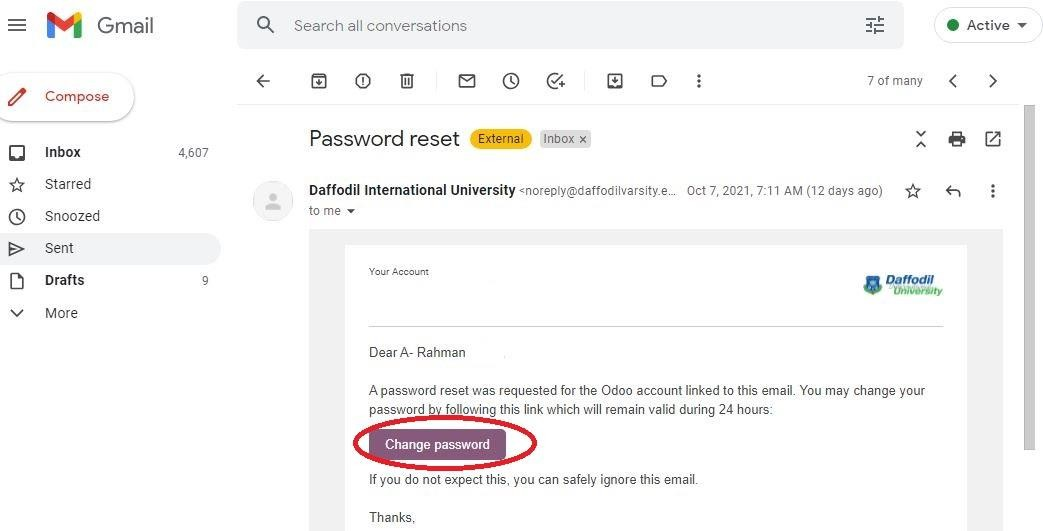 Gmail
Search all conversations
Active
Compose
7 of many
Password reset External Inbox ×
Inbox 4,607
Starred
Snoozed
Sent
Drafts 9
More
Daffodil International University <noreply@daffodilvarsity.e... Oct 7, 2021, 7:11 AM (12 days ago)
to me
Your Account
Daffodil
University
Dear A- Rahman
A password reset was requested for the Odoo account linked to this email. You may change your
password by following this link which will remain valid during 24 hours:
Change password
If you do not expect this, you can safely ignore this email.
Thanks,